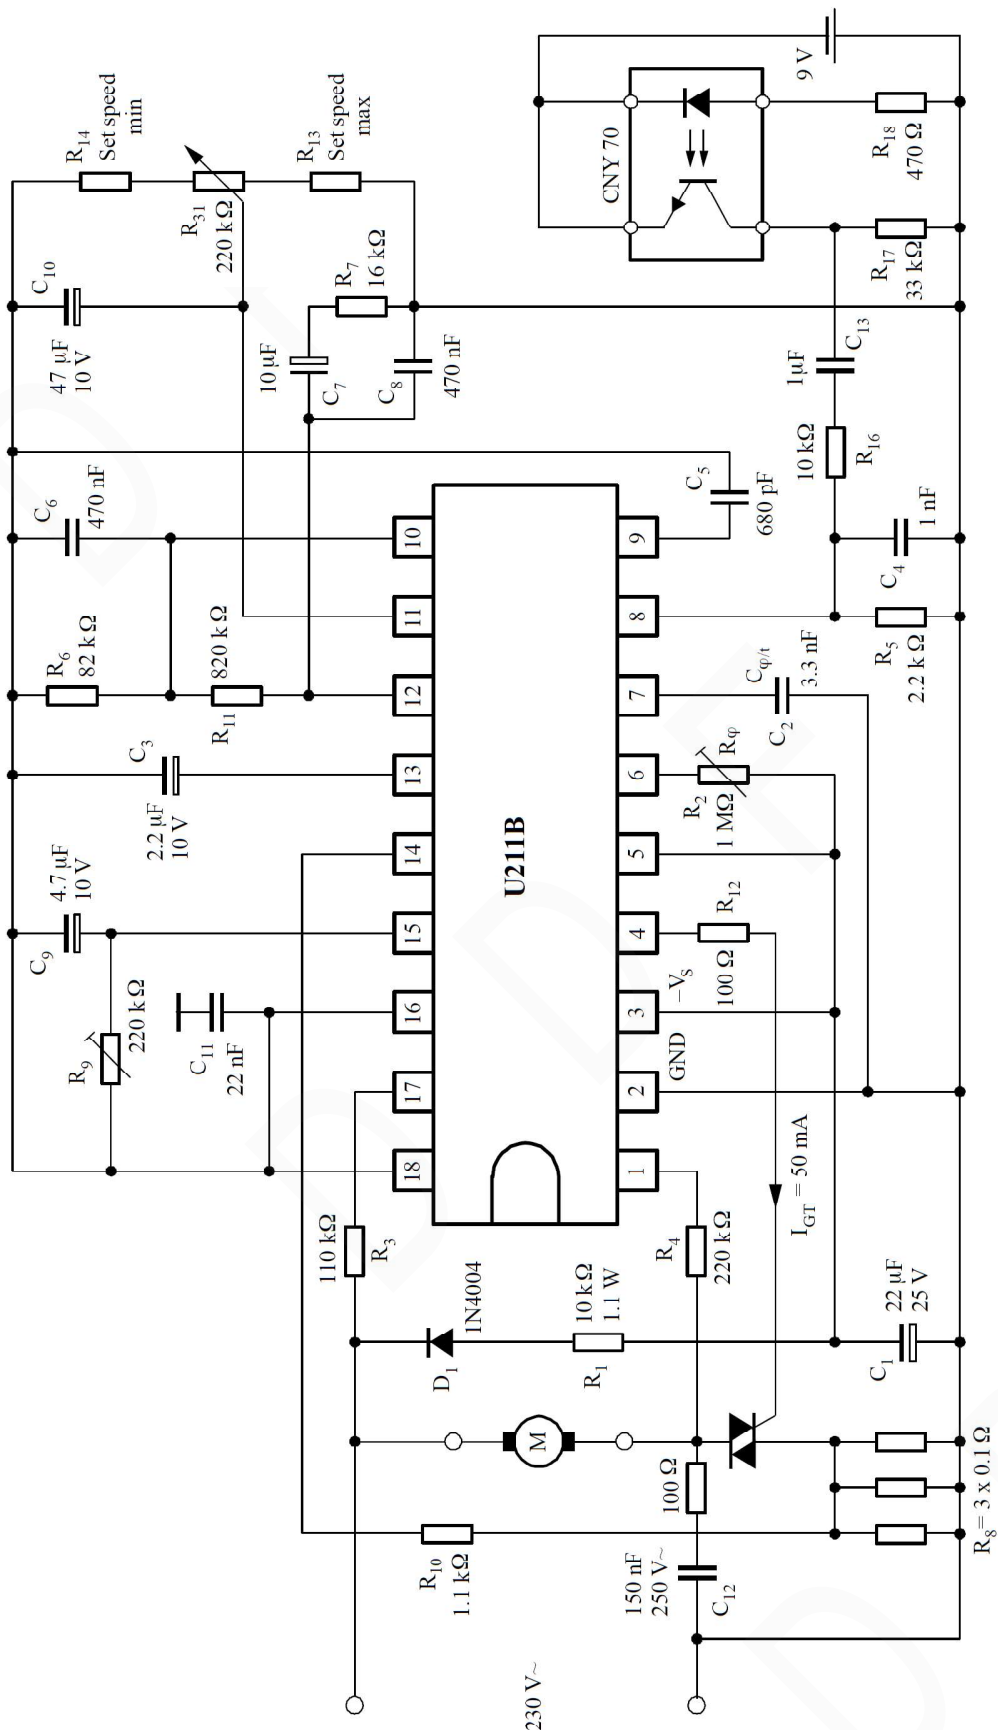 R14
Set speed
min
R31
220 kΩ
R13
Set speed
max
C10
47 µF
10 V
R7
16 kΩ
10 µF
C7
C8
470 nF
C6
470 nF
R6
82 kΩ
R11
820 kΩ
C3
2.2 µF
10 V
C9
4.7 µF
10 V
R9
220 kΩ
C11
22 nF
110 kΩ
R3
D1
1N4004
R1
10 kΩ
1.1 W
R4
220 kΩ
M
100 Ω
150 nF
250 V~
C12
R10
1.1 kΩ
230 V~
18
17
16
15
14
13
12
11
10
U211B
1
2
3
4
5
6
7
8
9
GND
−VS
R12
100 Ω
R2
1 MΩ
Rφ
Cφ/t
C2
3.3 nF
C5
680 pF
R5
2.2 kΩ
C4
1 nF
10 kΩ
R16
1µF
C13
CNY 70
9 V
R17
33 kΩ
R18
470 Ω
IGT = 50 mA
C1
22 µF
25 V
R8= 3 x 0.1 Ω